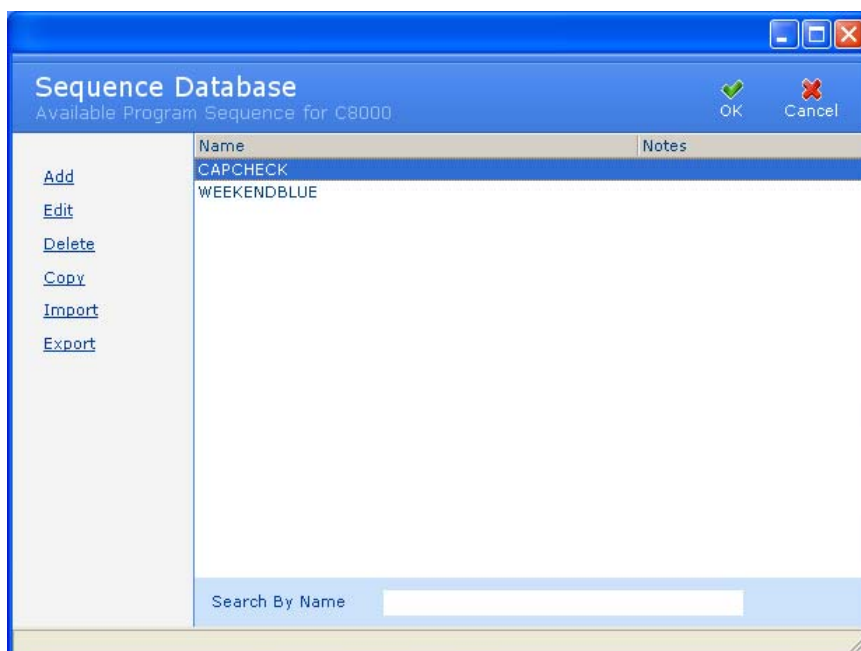 Sequence Database
Available Program Sequence for C8000
OK
Cancel
Add
Edit
Delete
Copy
Import
Export
Name
Notes
CAPCHECK
WEEKENDBLUE
Search By Name